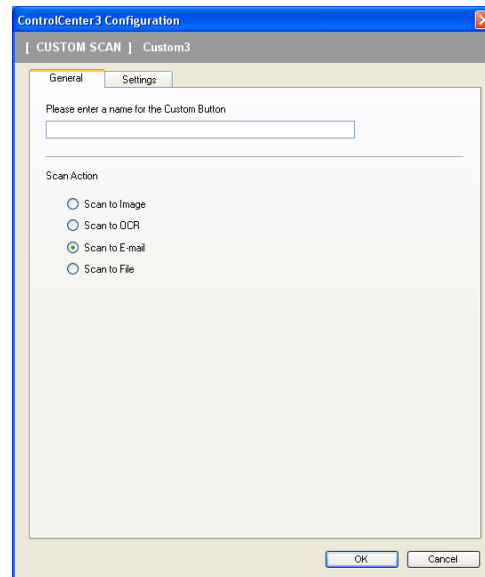 ControlCenter3 Configuration
[ CUSTOM SCAN ] Custom3
General Settings
Please enter a name for the Custom Button
Scan Action
Scan to Image
Scan to OCR
Scan to E-mail
Scan to File
OK Cancel